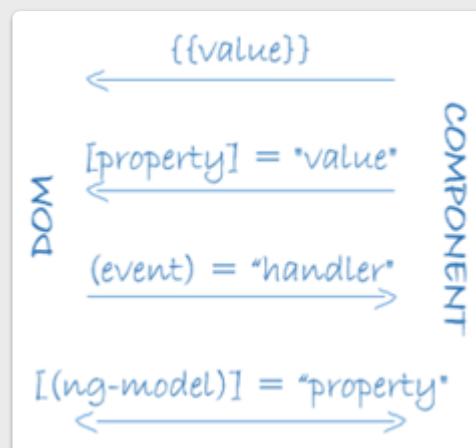 {{value}}
DOM
COMPONENT
[property] = "value"
(event) = "handler"
[(ng-model)] = "property"